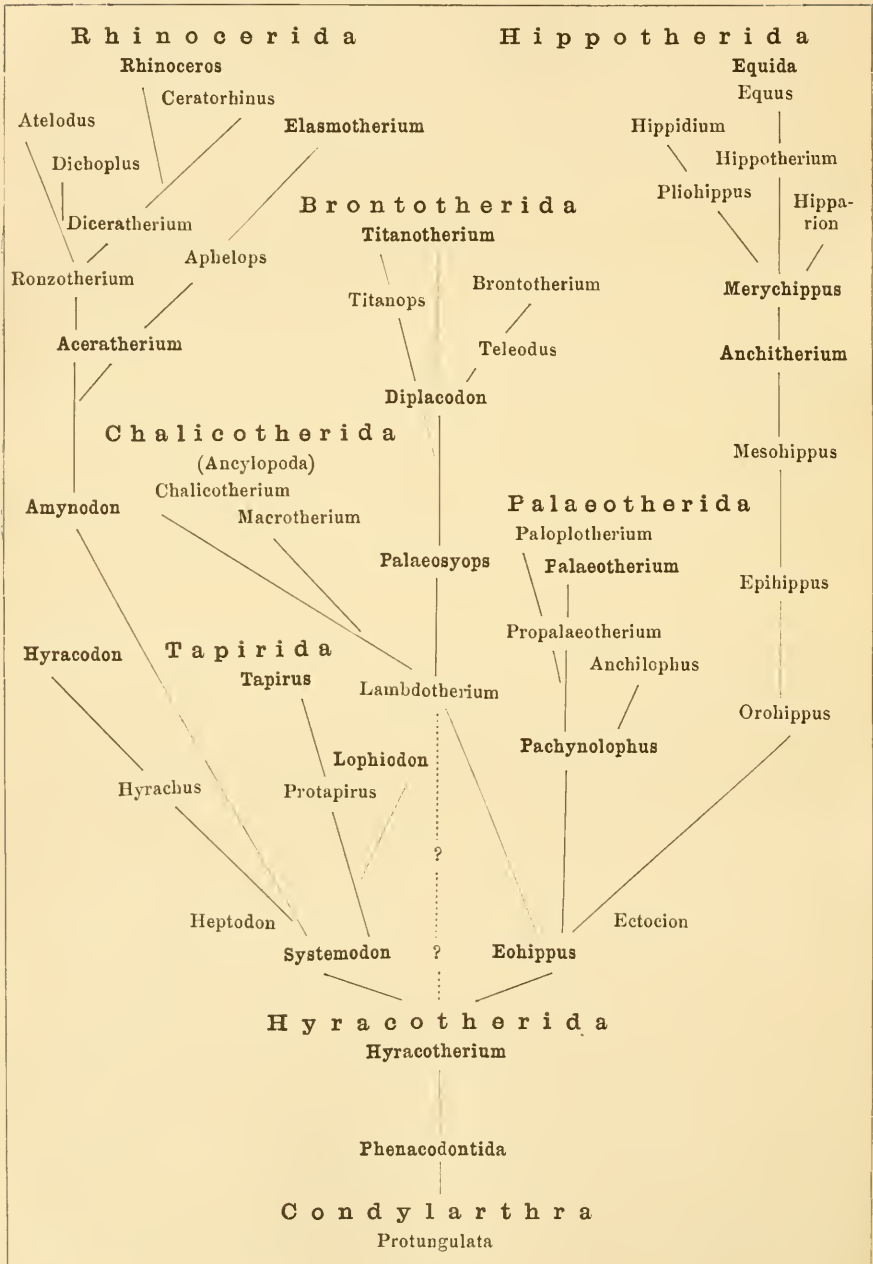 Rhinocerida
Hippotherida
Rhinoceros
Equida
Equus
Ceratorhinus
Atelodus
Elasmotherium
Hippidium
Dichoplus
Hippotherium
Pliohippus
Hippa-
rion
Brontotherida
Diceratherium
Titanotherium
Aphelops
Ronzotherium
Brontotherium
Merychippus
Titanops
Aceratherium
Teleodus
Anchitherium
Diplacodon
Chalicotherida
(Ancylopoda)
Mesohippus
Chalicotherium
Macrotherium
Amynodon
Palaeotherida
Paloplotherium
Palaeosyops
Palaeotherium
Epihippus
Propalaeotherium
Hyracodon
Tapirida
Tapirus
Anchilophus
Lambdotherium
Orohippus
Pachynolophus
Lophiodon
Hyrachus
Protapirus
?
Heptodon
Ectocion
Systemodon
?
Eohippus
Hyracotherida
Hyracotherium
Phenacodontida
Condylarthra
Protungulata